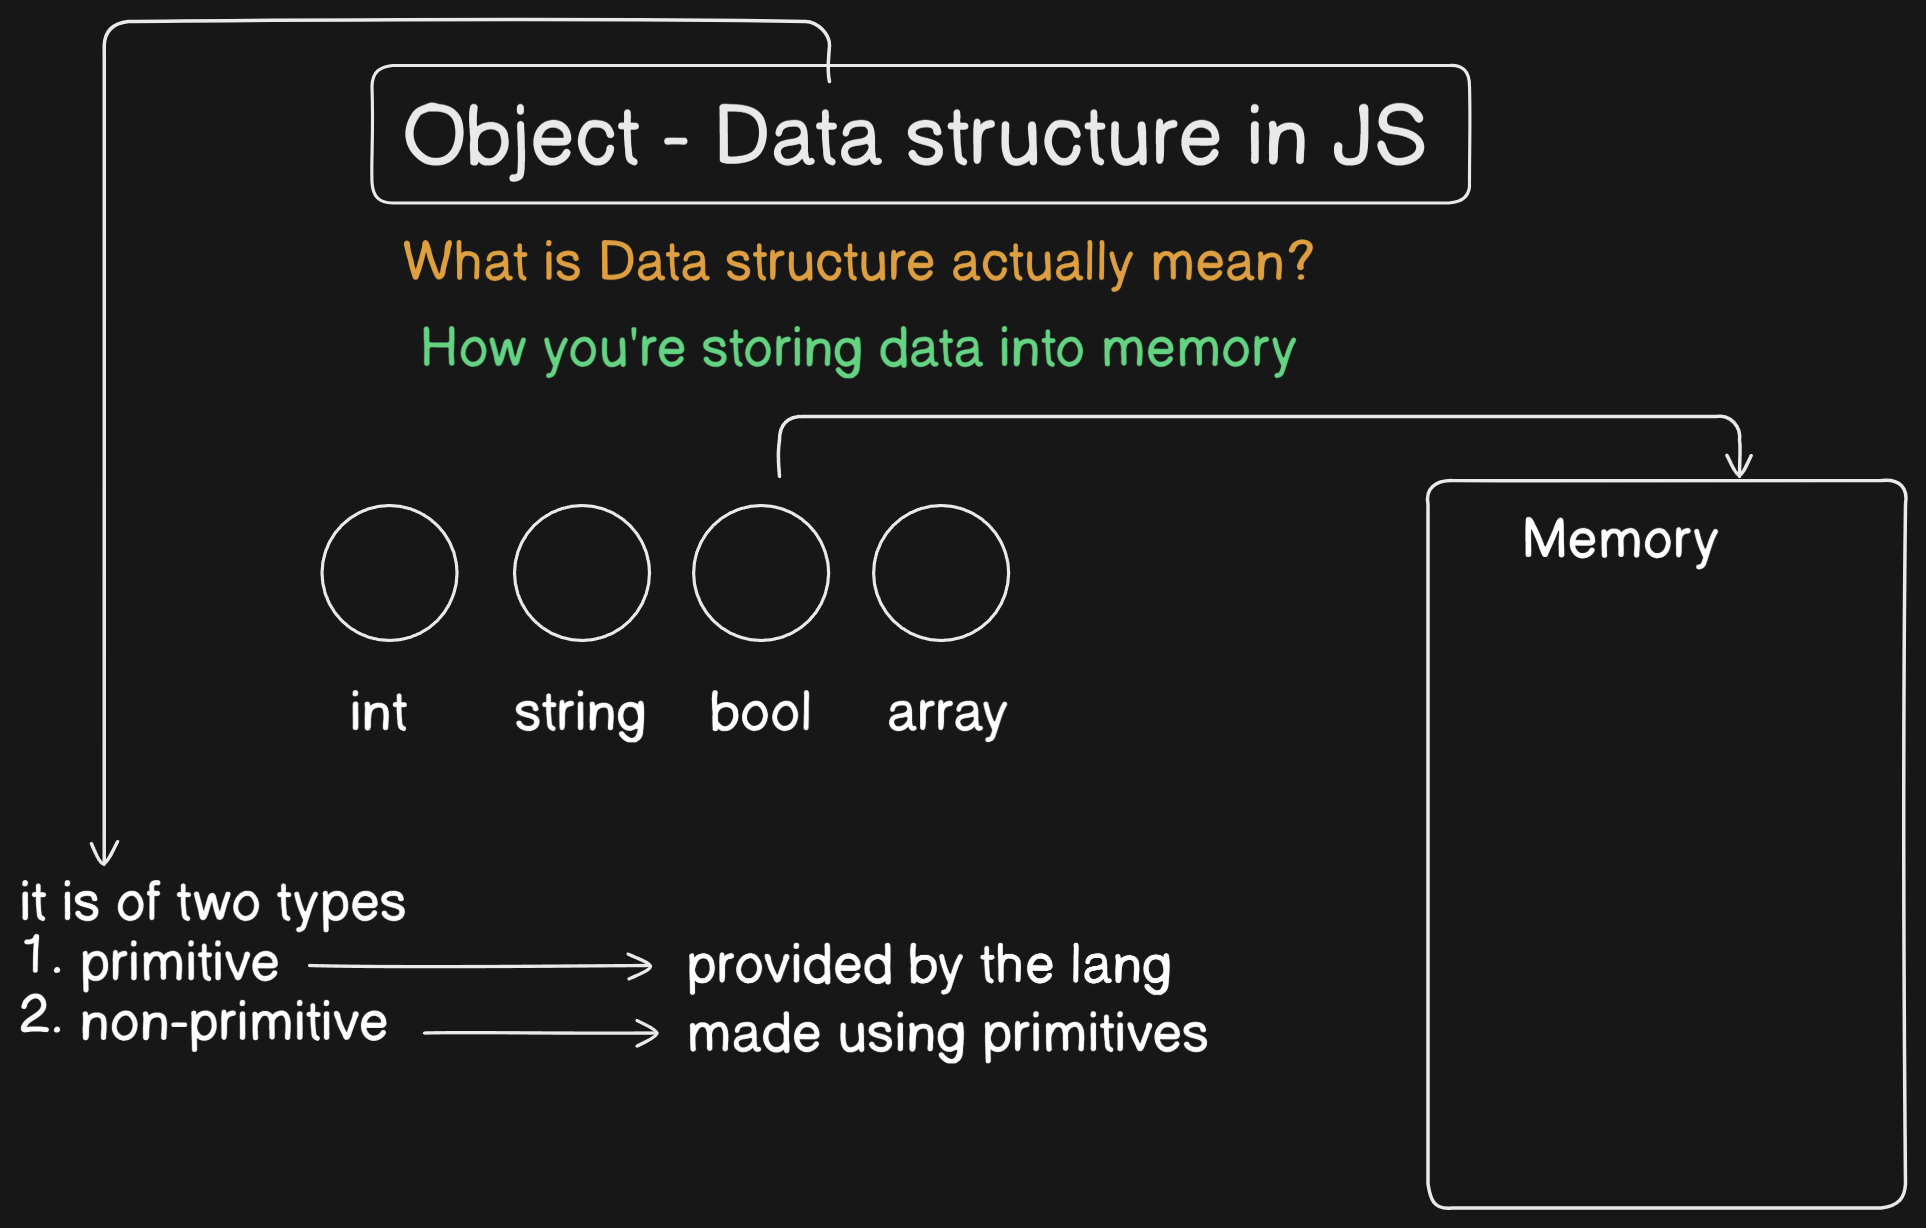 Object - Data structure in JS
What is Data structure actually mean?
How you're storing data into memory
Memory
int
string
bool
array
it is of two types
1. primitive
provided by the lang
2. non-primitive
made using primitives